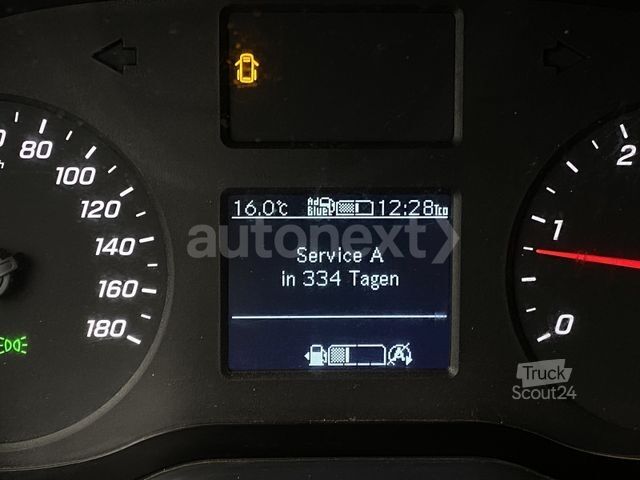 80
100
120
140
160
180
16.0°C AdBlue 12:28 TCO
autonext
Service A
in 334 Tagen
A
2
1
0
Truck
Scout24